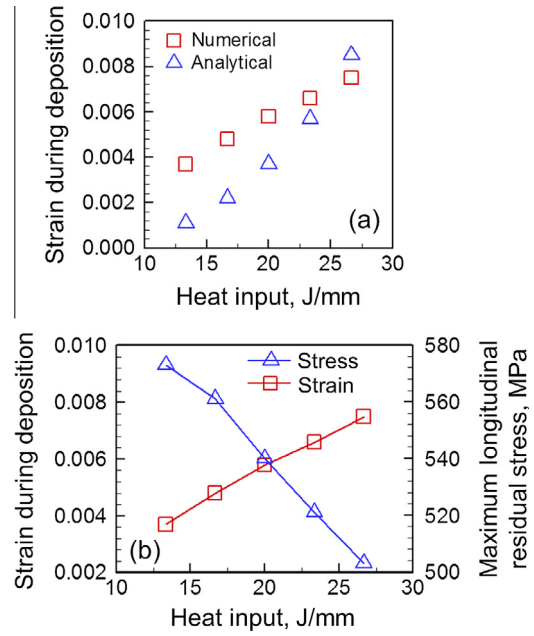 0.010
0.008
0.006
0.004
0.002
0.000
Strain during deposition
Numerical
Analytical
(a)
10 15 20 25 30
Heat input, J/mm
0.010
0.008
0.006
0.004
0.002
Strain during deposition
Stress
Strain
(b)
580
560
540
520
500
Maximum longitudinal
residual stress, MPa
10 15 20 25 30
Heat input, J/mm